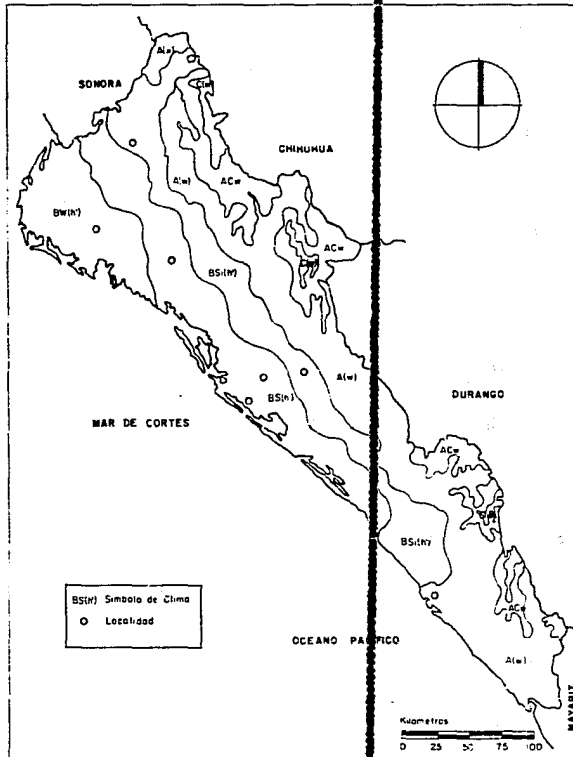 A(w)
SONORA
C(w)
CHIHUHUA
A(w)
ACw
BW(h')
ACw
BS₁(h')
A(w)
DURANGO
BS(h')
MAR DE CORTES
ACw
BS₁(h')
BS(h') Simbolo de Clima
Localidad
ACw
OCEANO PACIFICO
A(w)
NAYARIT
Kilometros
0 25 50 75 100